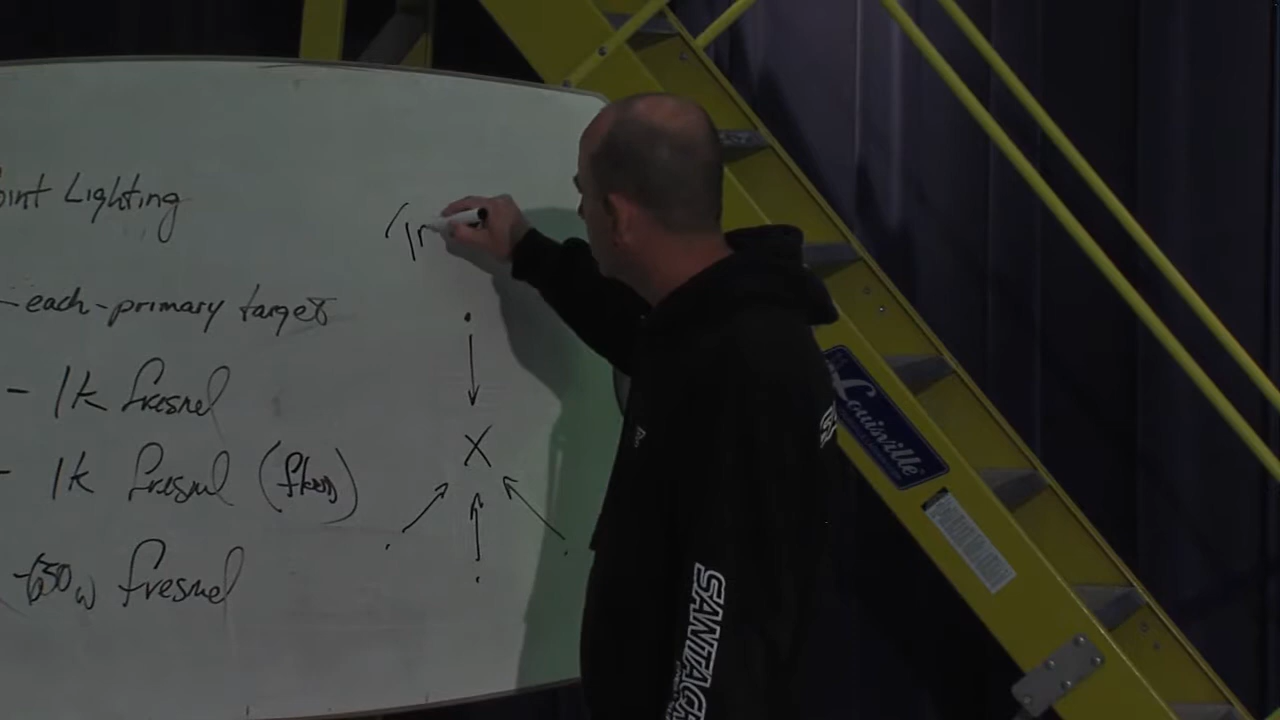 oint Lighting
- each - primary target
- 1k fresnel
- 1k fresnel (flood)
- 650w fresnel
X
Louisville
SANTA